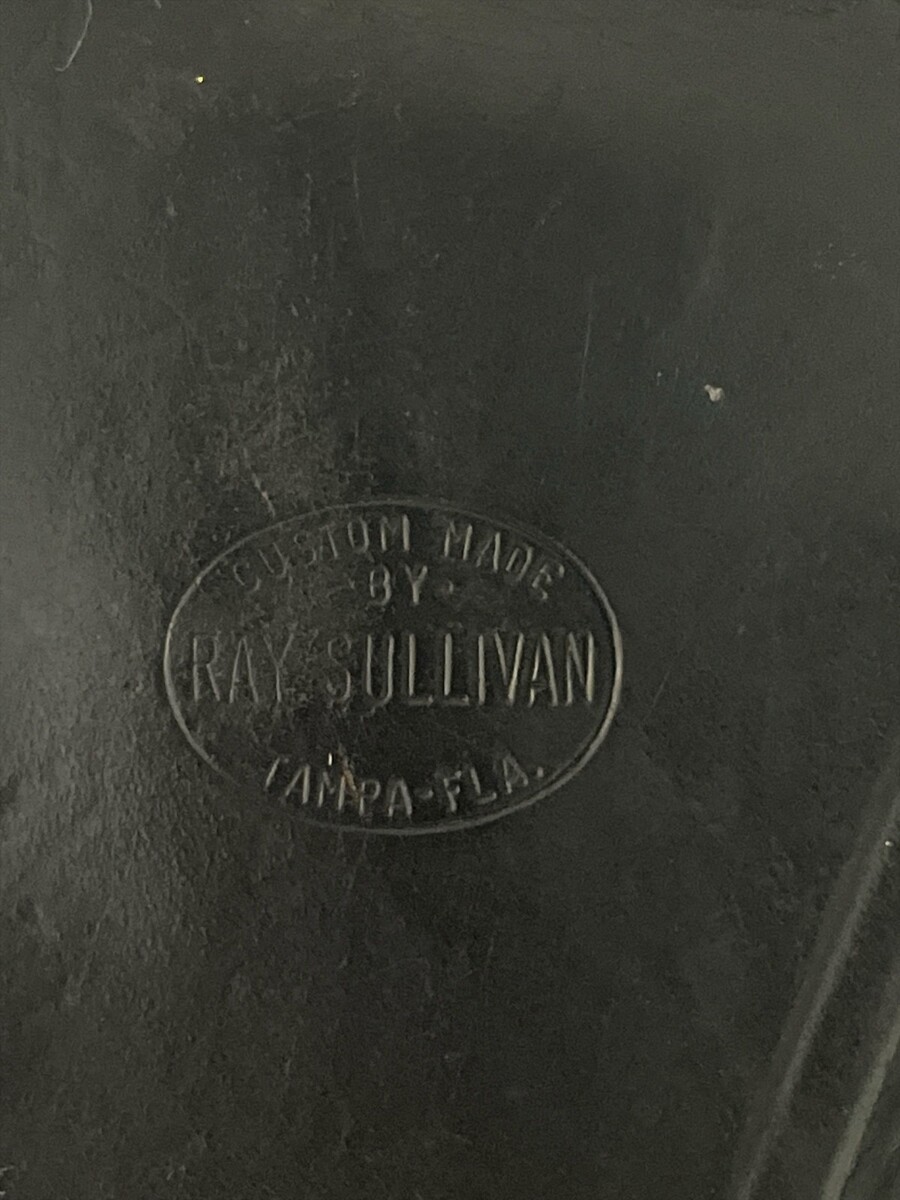 CUSTOM MADE
BY
RAY SULLIVAN
TAMPA-FLA.